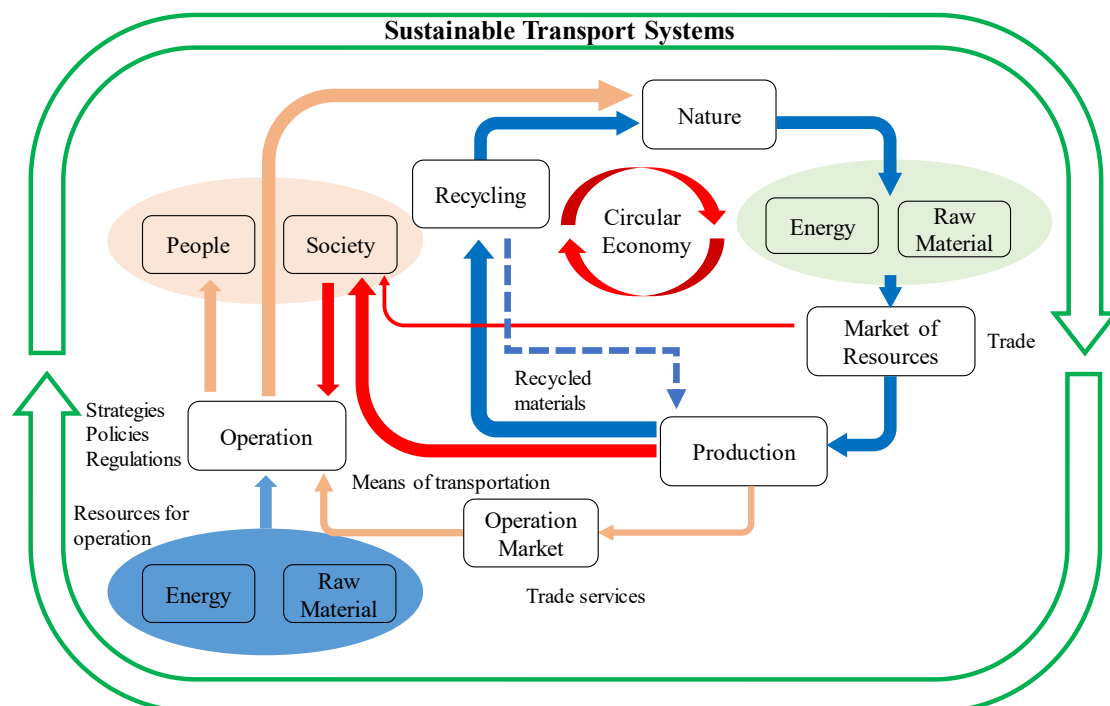 Sustainable Transport Systems
Nature
Recycling
Circular
Economy
People
Society
Energy
Raw
Material
Market of
Resources
Trade
Recycled
materials
Strategies
Policies
Regulations
Operation
Production
Means of transportation
Resources for
operation
Operation
Market
Energy
Raw
Material
Trade services